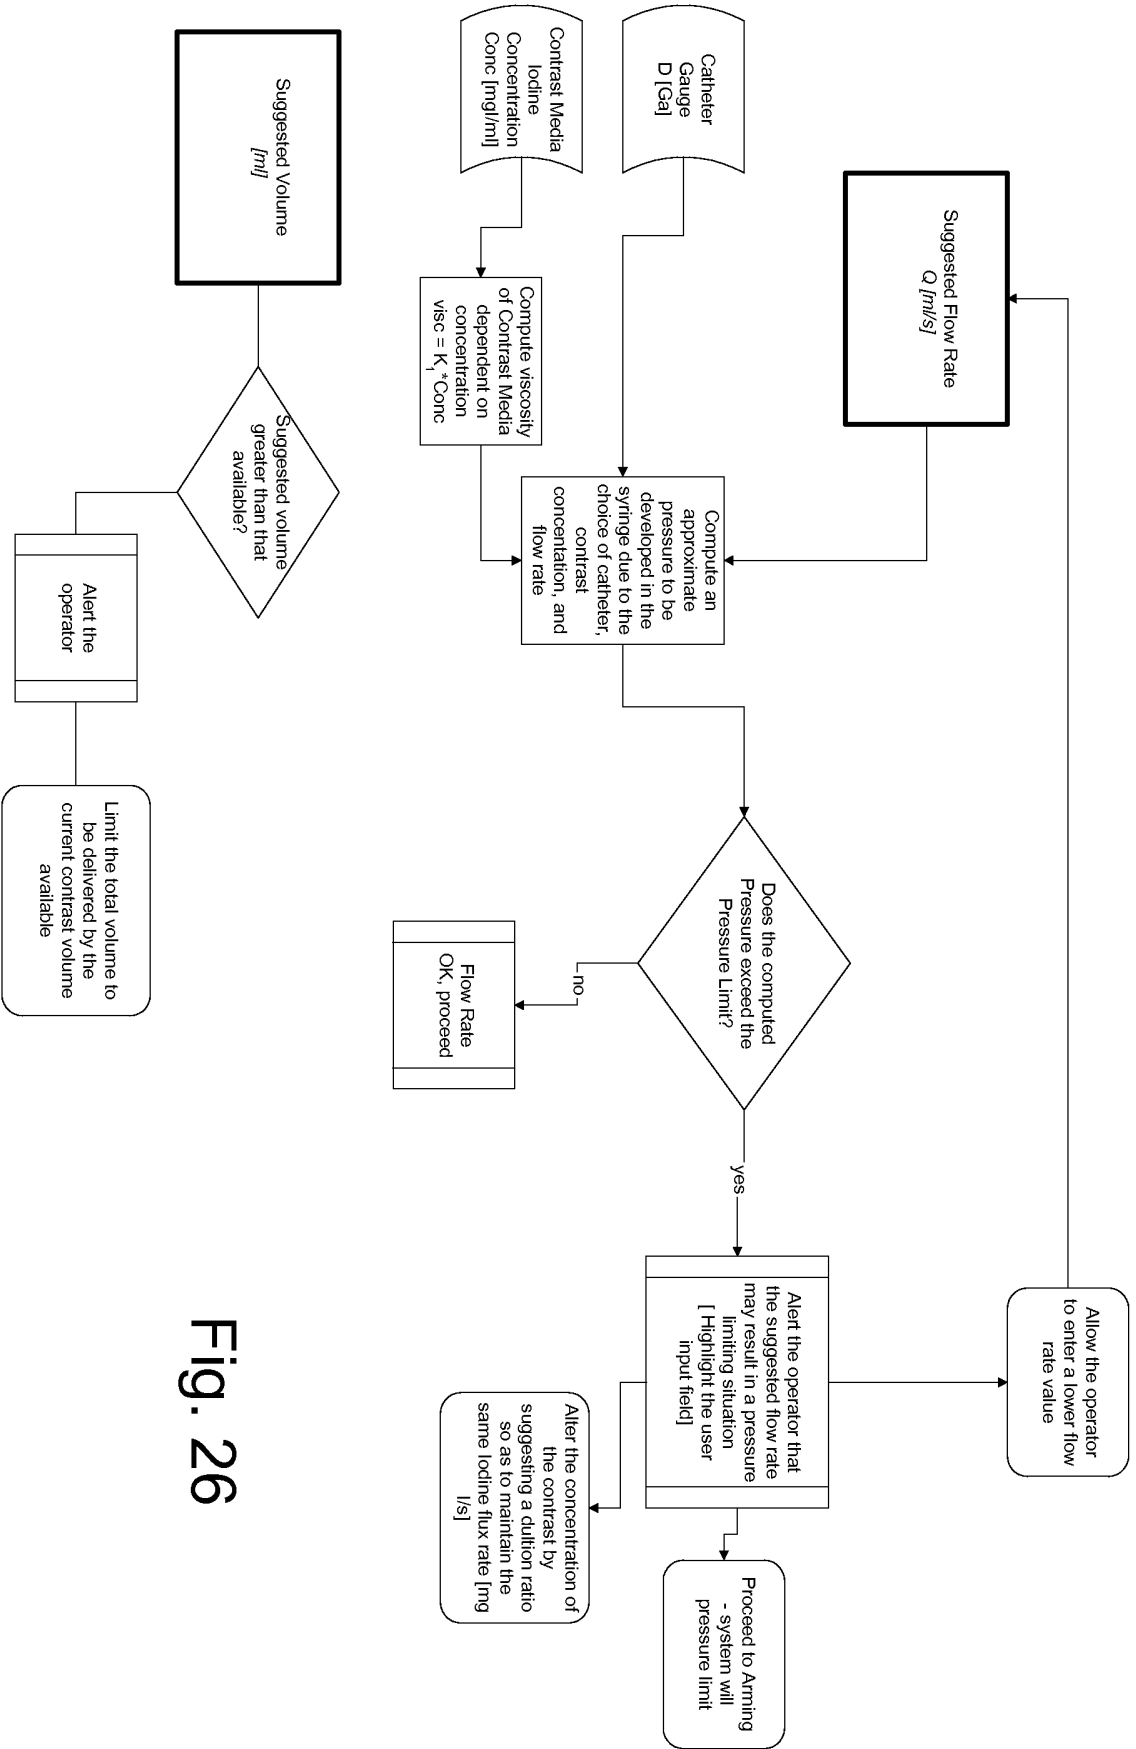 Suggested Flow Rate
Q [ml/s]
Catheter
Gauge
D [Ga]
Contrast Media
Iodine
Concentration
Conc [mgI/ml]
Compute viscosity
of Contrast Media
dependent on
concentration
visc = K₁*Conc
Compute an
approximate
pressure to be
developed in the
syringe due to the
choice of catheter,
contrast
concentation, and
flow rate
Does the computed
Pressure exceed the
Pressure Limit?
no
Flow Rate
OK, proceed
yes
Alert the operator that
the suggested flow rate
may result in a pressure
limiting situation
[ Highlight the user
input field]
Allow the operator
to enter a lower flow
rate value
Proceed to Arming
- system will
pressure limit
Alter the concentration of
the contrast by
suggesting a dultion ratio
so as to maintain the
same Iodine flux rate [mg
I/s]
Suggested Volume
[ml]
Suggested volume
greater than that
available?
Alert the
operator
Limit the total volume to
be delivered by the
current contrast volume
available
Fig. 26